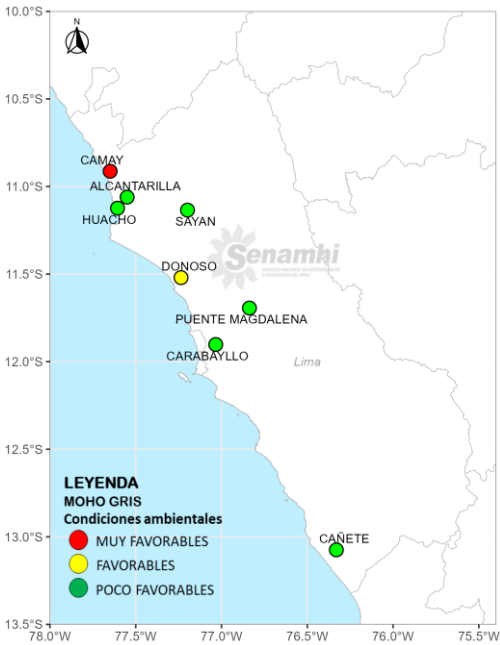 10.0°S
N
10.5°S
CAMAY
11.0°S
ALCANTARILLA
HUACHO
SAYAN
Senamhi
DONOSO
11.5°S
PUENTE MAGDALENA
CARABAYLLO
12.0°S
Lima
12.5°S
LEYENDA
MOHO GRIS
Condiciones ambientales
MUY FAVORABLES
FAVORABLES
POCO FAVORABLES
13.0°S
CAÑETE
13.5°S
78.0°W 77.5°W 77.0°W 76.5°W 76.0°W 75.5°W